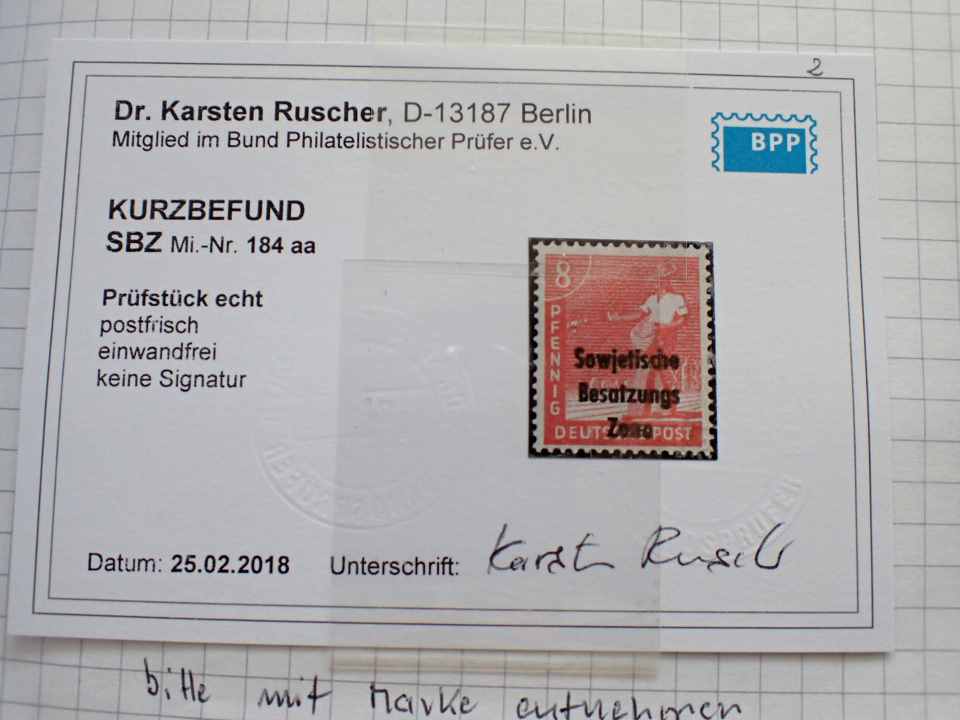 2
Dr. Karsten Ruscher, D-13187 Berlin
Mitglied im Bund Philatelistischer Prüfer e.V.
BPP
KURZBEFUND
SBZ Mi.-Nr. 184 aa
Prüfstück echt
postfrisch
einwandfrei
keine Signatur
8
PFENNIG
Sowjetische
Besatzungs
Zone
DEUTSCHE POST
Datum: 25.02.2018 Unterschrift: Karsten Ruscher
bitte mit Marke entnehmen